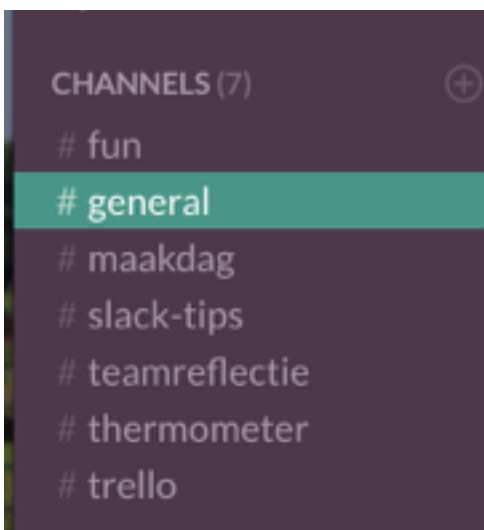 CHANNELS (7)
# fun
# general
# maakdag
# slack-tips
# teamreflectie
# thermometer
# trello